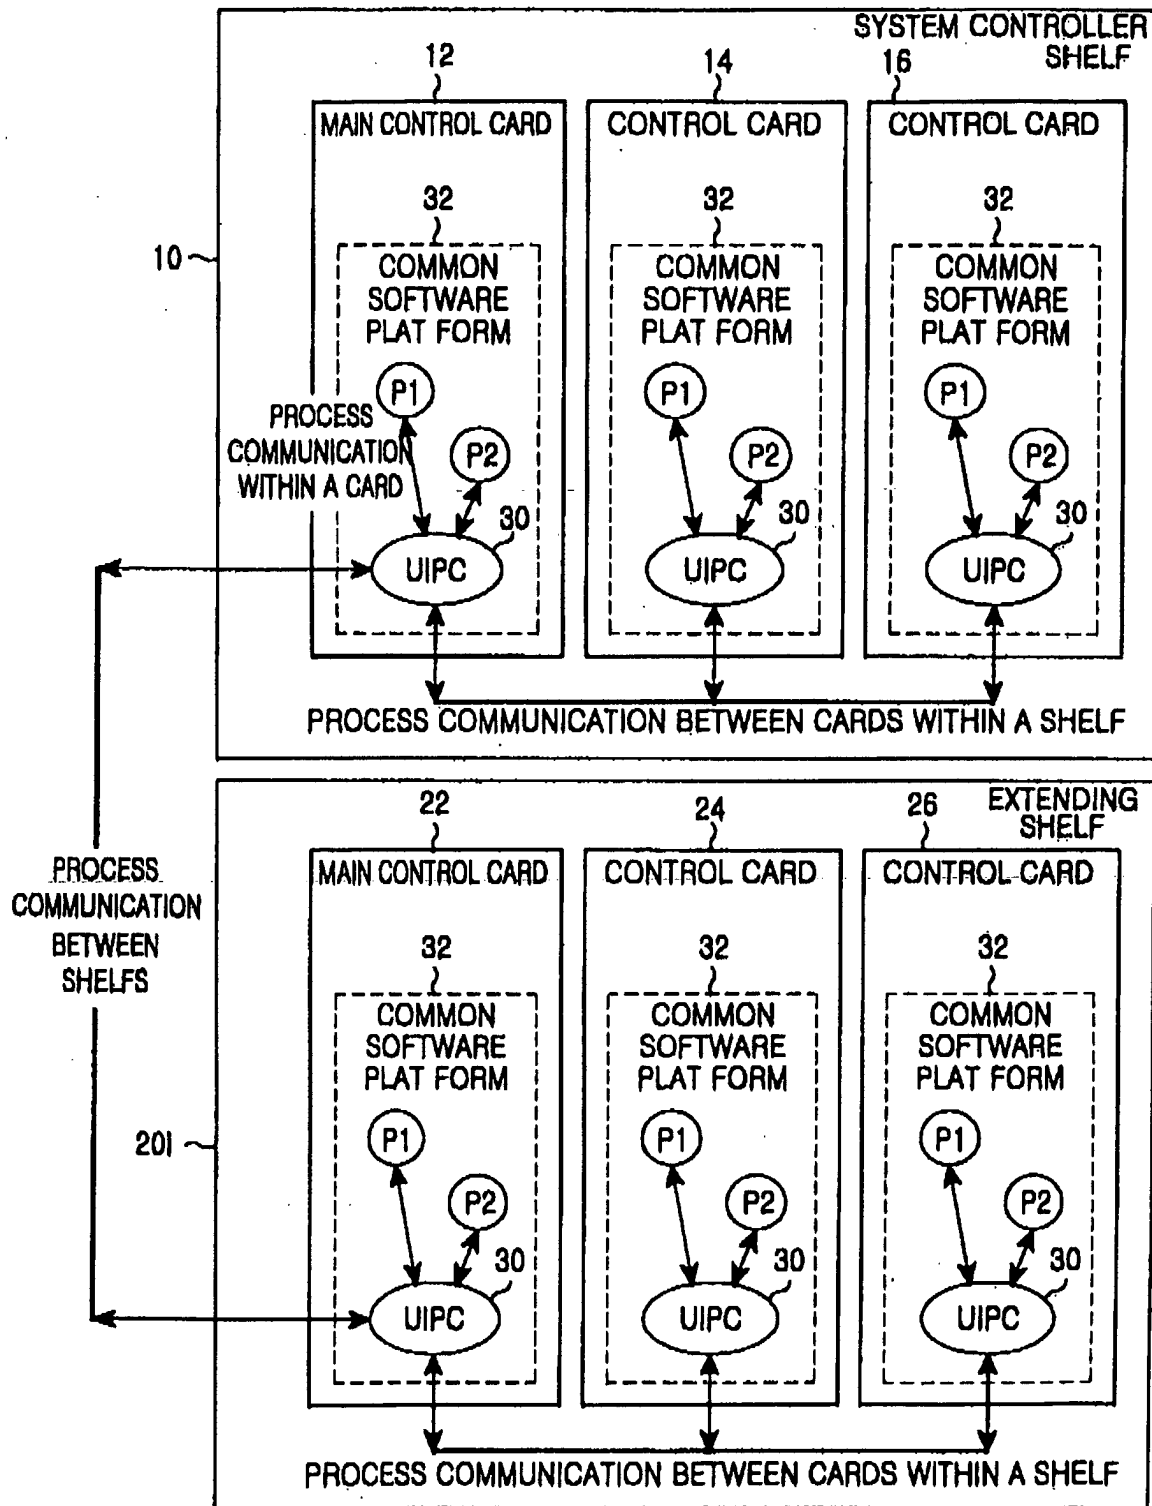 SYSTEM CONTROLLER
SHELF
12
14
16
MAIN CONTROL CARD
CONTROL CARD
CONTROL CARD
32
32
32
10
COMMON
SOFTWARE
PLAT FORM
COMMON
SOFTWARE
PLAT FORM
COMMON
SOFTWARE
PLAT FORM
P1
P1
P1
PROCESS
COMMUNICATION
WITHIN A CARD
P2
P2
P2
30
30
30
UIPC
UIPC
UIPC
PROCESS COMMUNICATION BETWEEN CARDS WITHIN A SHELF
PROCESS
COMMUNICATION
BETWEEN
SHELFS
EXTENDING
SHELF
22
24
26
MAIN CONTROL CARD
CONTROL CARD
CONTROL CARD
32
32
32
COMMON
SOFTWARE
PLAT FORM
COMMON
SOFTWARE
PLAT FORM
COMMON
SOFTWARE
PLAT FORM
20I
P1
P1
P1
P2
P2
P2
30
30
30
UIPC
UIPC
UIPC
PROCESS COMMUNICATION BETWEEN CARDS WITHIN A SHELF